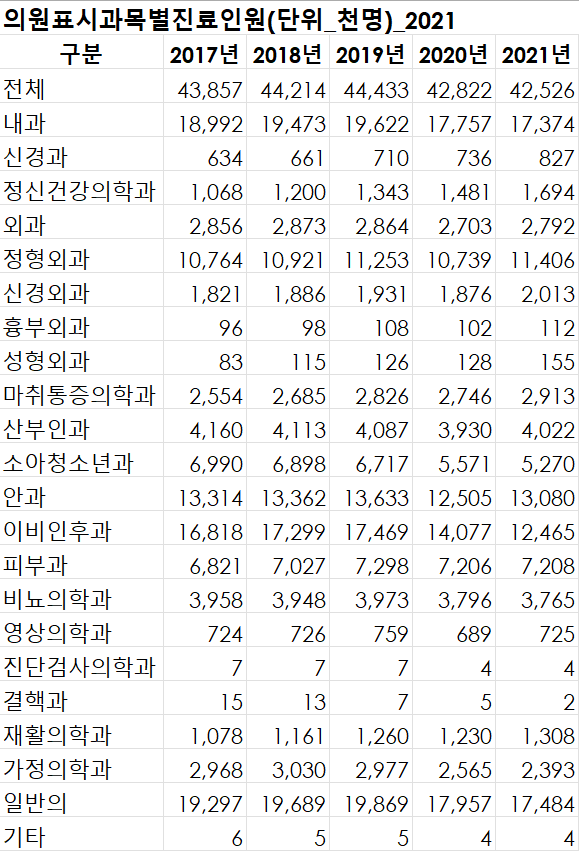 의원표시과목별진료인원(단위_천명)_2021
구분 2017년 2018년 2019년 2020년 2021년
전체 43,857 44,214 44,433 42,822 42,526
내과 18,992 19,473 19,622 17,757 17,374
신경과 634 661 710 736 827
정신건강의학과 1,068 1,200 1,343 1,481 1,694
외과 2,856 2,873 2,864 2,703 2,792
정형외과 10,764 10,921 11,253 10,739 11,406
신경외과 1,821 1,886 1,931 1,876 2,013
흉부외과 96 98 108 102 112
성형외과 83 115 126 128 155
마취통증의학과 2,554 2,685 2,826 2,746 2,913
산부인과 4,160 4,113 4,087 3,930 4,022
소아청소년과 6,990 6,898 6,717 5,571 5,270
안과 13,314 13,362 13,633 12,505 13,080
이비인후과 16,818 17,299 17,469 14,077 12,465
피부과 6,821 7,027 7,298 7,206 7,208
비뇨의학과 3,958 3,948 3,973 3,796 3,765
영상의학과 724 726 759 689 725
진단검사의학과 7 7 7 4 4
결핵과 15 13 7 5 2
재활의학과 1,078 1,161 1,260 1,230 1,308
가정의학과 2,968 3,030 2,977 2,565 2,393
일반의 19,297 19,689 19,869 17,957 17,484
기타 6 5 5 4 4